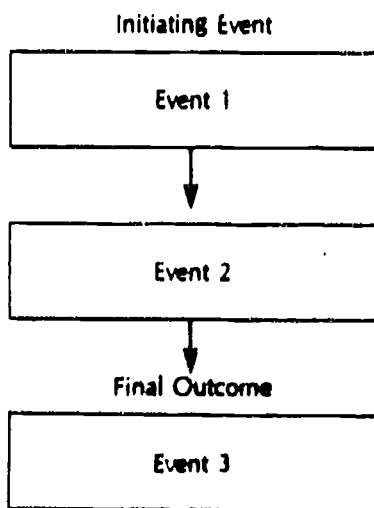 Initiating Event
Event 1
Event 2
Final Outcome
Event 3